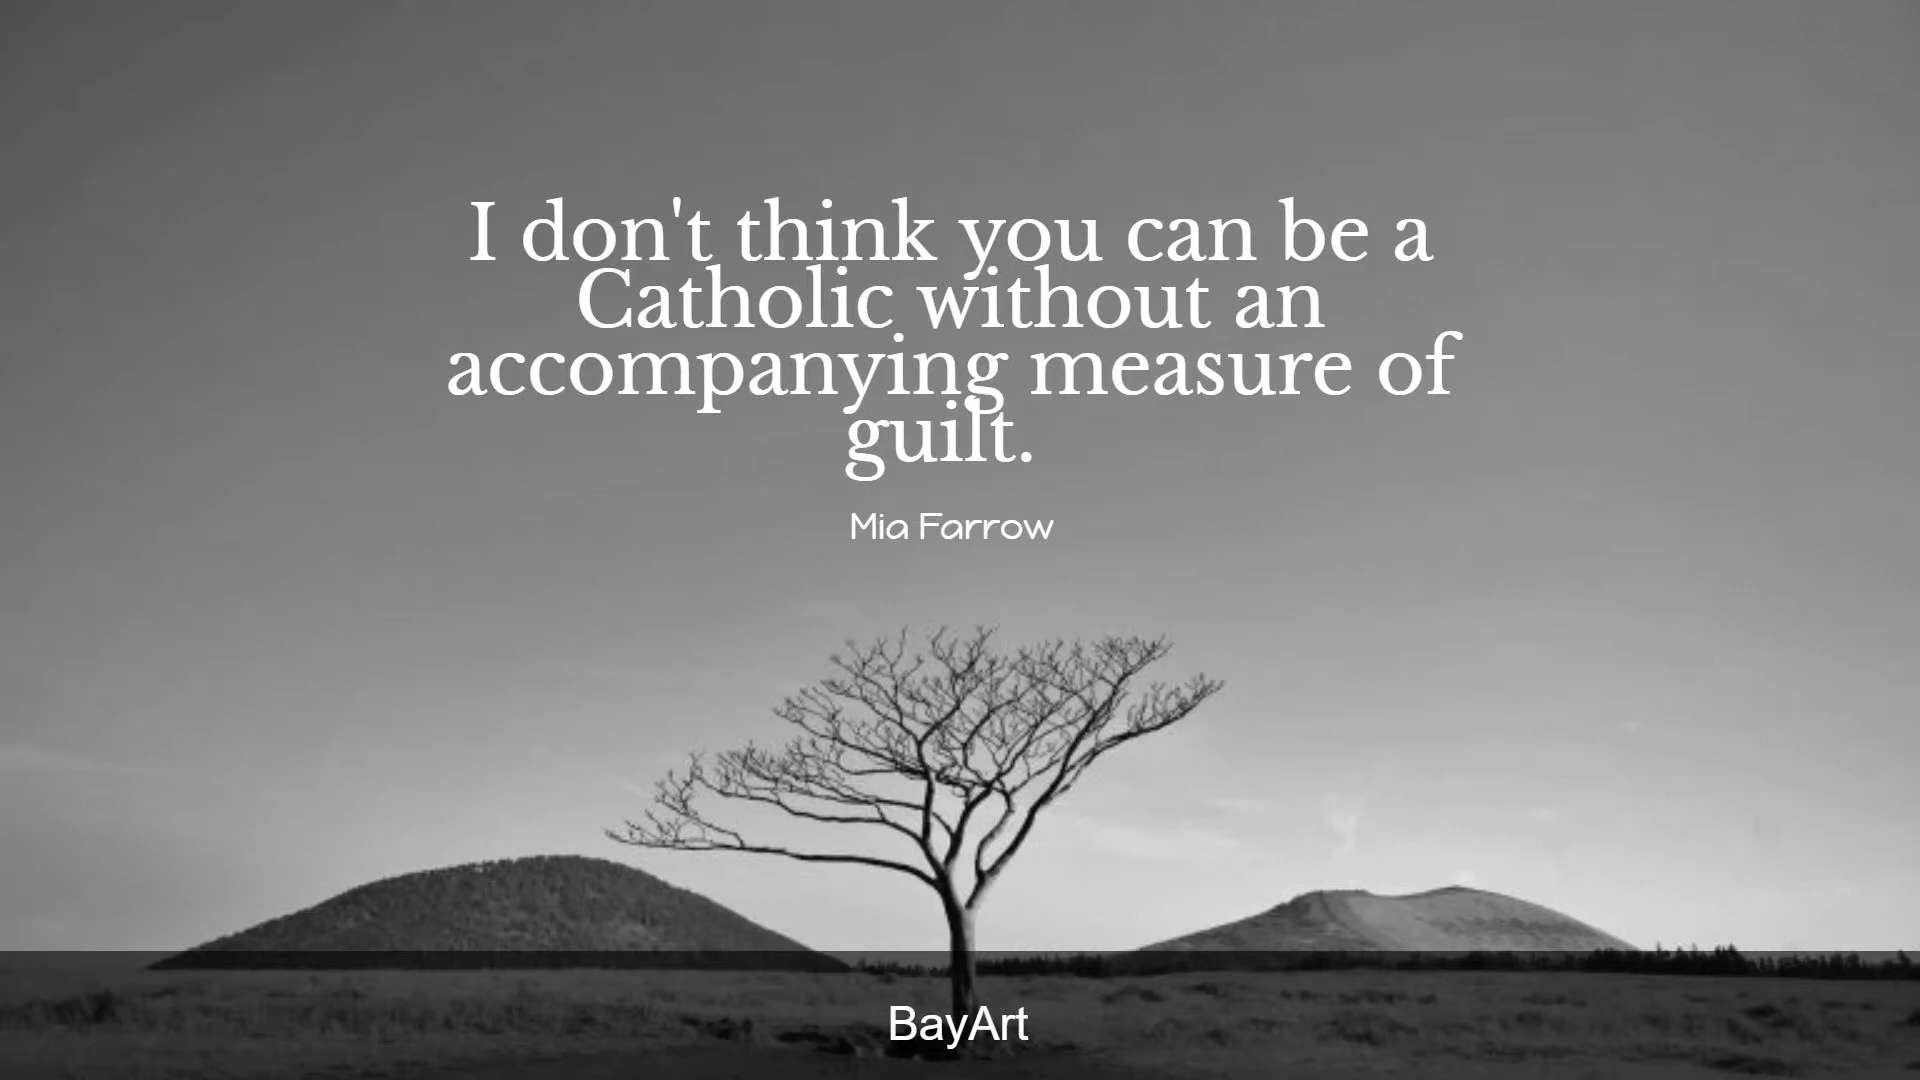 I don't think you can be a
Catholic without an
accompanying measure of
guilt.
Mia Farrow
BayArt